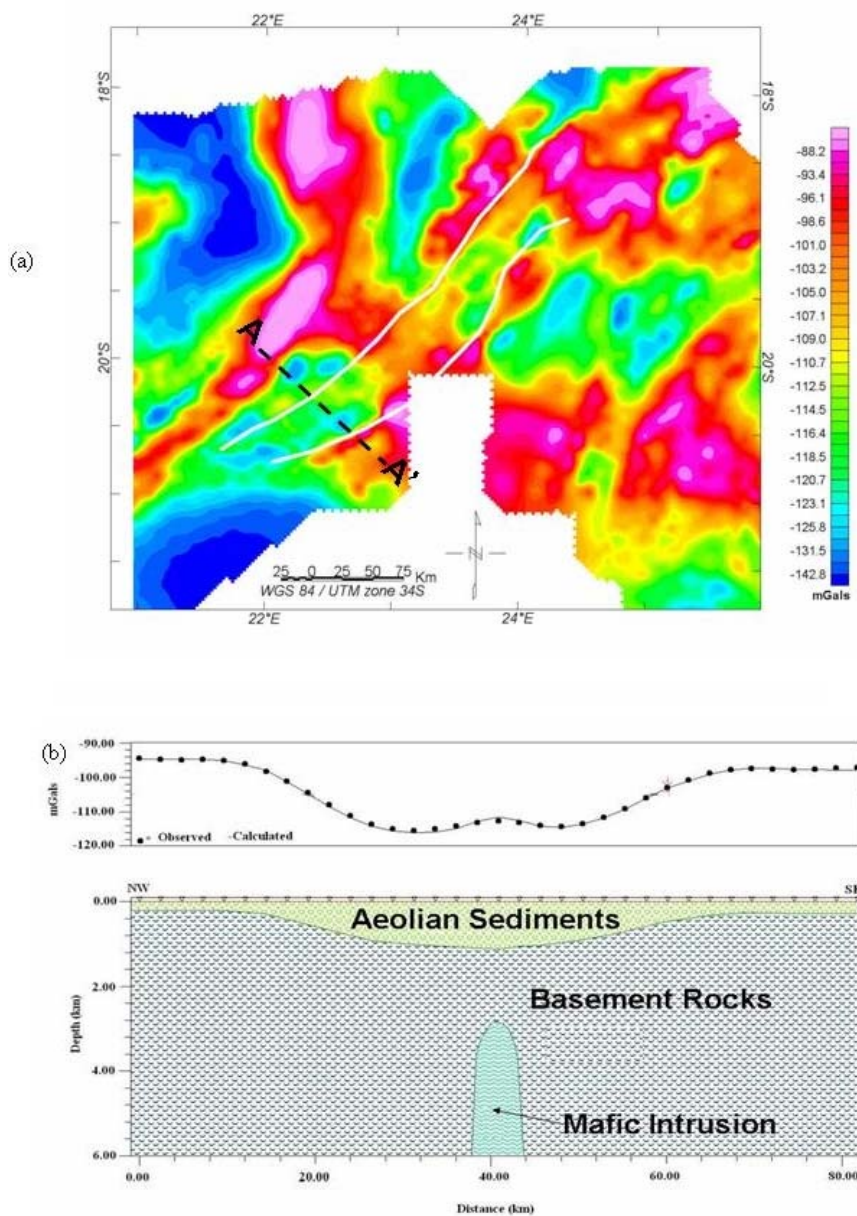 22°E 24°E
18°S 18°S
(a)
-88.2
-93.4
-96.1
-98.6
-101.0
-103.2
-105.0
-107.1
-109.0
-110.7
-112.5
-114.6
-116.4
-118.5
-120.7
-123.1
-125.8
-131.5
-142.8
mGals
20°S 20°S
A
A'
N
25 0 25 50 75 Km
WGS 84 / UTM zone 34S
22°E 24°E
(b)
-90.00
-100.00
-110.00
-120.00
mGals
Observed -Calculated
NW
0.00
2.00
4.00
6.00
Depth (km)
Aeolian Sediments
Basement Rocks
Mafic Intrusion
0.00 20.00 40.00 60.00 80.00
Distance (km)